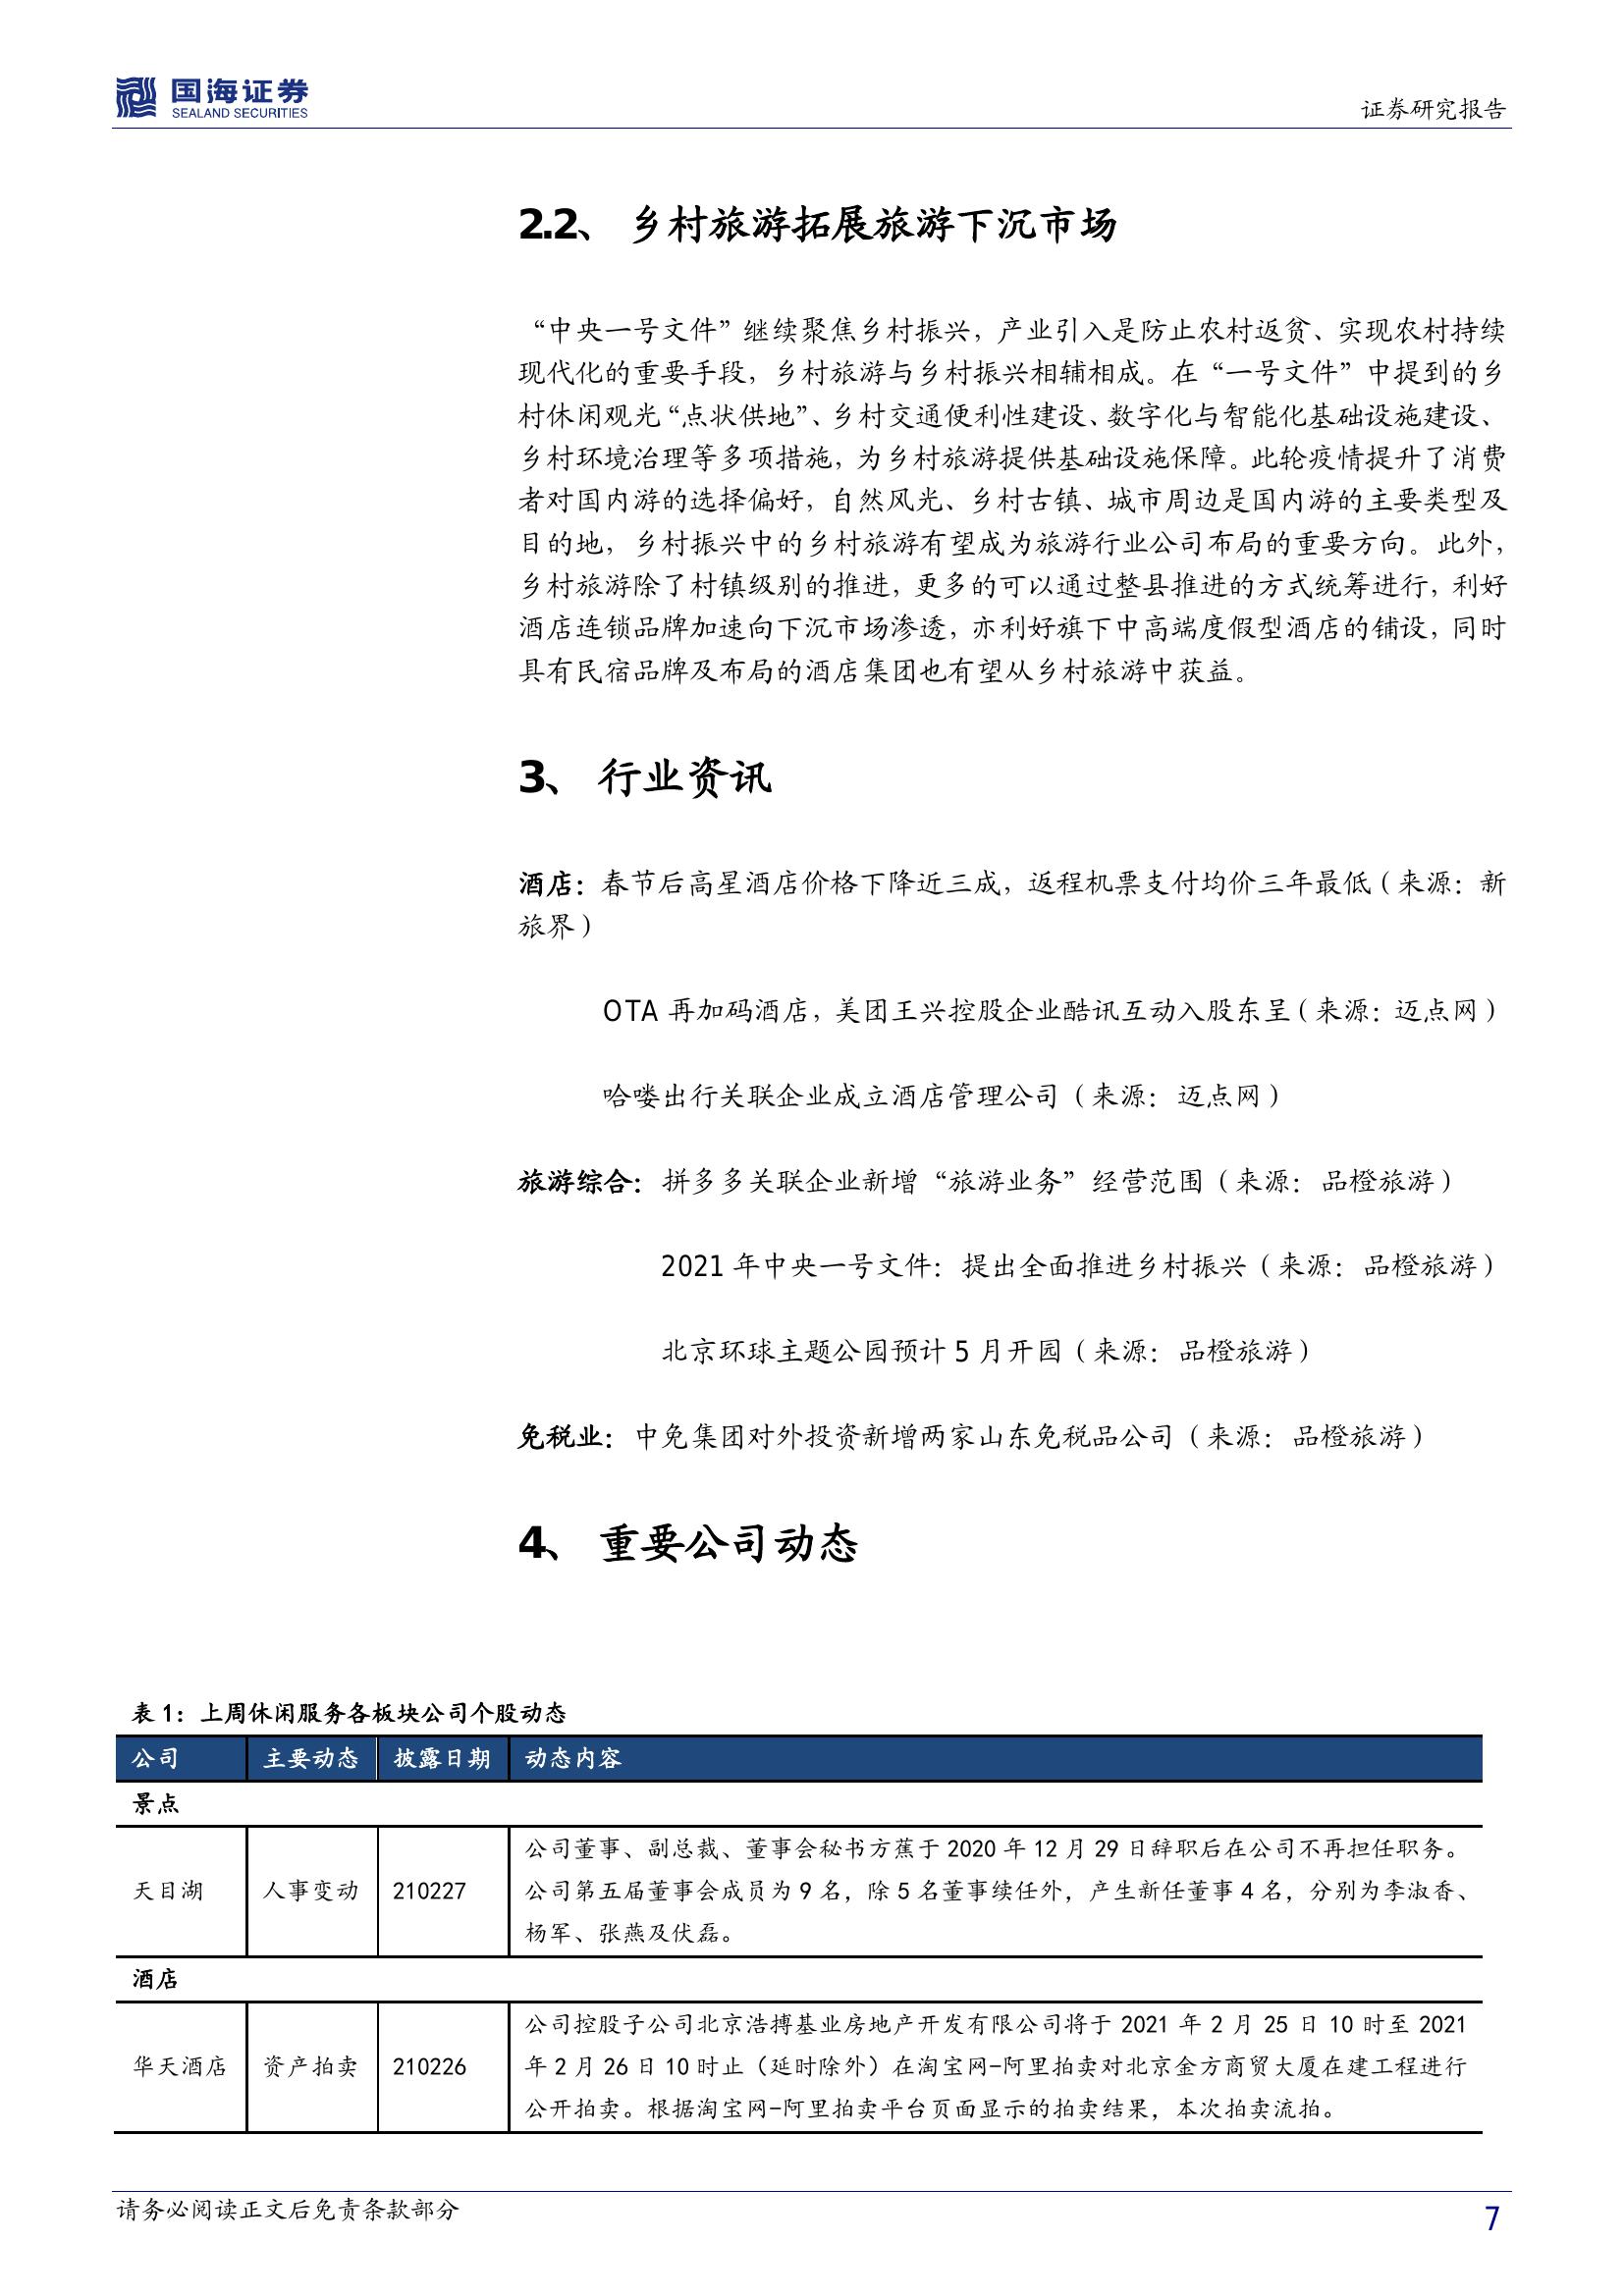 国海证券
SEALAND SECURITIES
证券研究报告
2.2、 乡村旅游拓展旅游下沉市场
“中央一号文件”继续聚焦乡村振兴，产业引入是防止农村返贫、实现农村持续
现代化的重要手段，乡村旅游与乡村振兴相辅相成。在“一号文件”中提到的乡
村休闲观光“点状供地”、乡村交通便利性建设、数字化与智能化基础设施建设、
乡村环境治理等多项措施，为乡村旅游提供基础设施保障。此轮疫情提升了消费
者对国内游的选择偏好，自然风光、乡村古镇、城市周边是国内游的主要类型及
目的地，乡村振兴中的乡村旅游有望成为旅游行业公司布局的重要方向。此外，
乡村旅游除了村镇级别的推进，更多的可以通过整县推进的方式统筹进行，利好
酒店连锁品牌加速向下沉市场渗透，亦利好旗下中高端度假型酒店的铺设，同时
具有民宿品牌及布局的酒店集团也有望从乡村旅游中获益。
3、 行业资讯
酒店：春节后高星酒店价格下降近三成，返程机票支付均价三年最低（来源：新
旅界）
OTA 再加码酒店，美团王兴控股企业酷讯互动入股东呈（来源：迈点网）
哈喽出行关联企业成立酒店管理公司（来源：迈点网）
旅游综合：拼多多关联企业新增“旅游业务”经营范围（来源：品橙旅游）
2021 年中央一号文件：提出全面推进乡村振兴（来源：品橙旅游）
北京环球主题公园预计 5 月开园（来源：品橙旅游）
免税业：中免集团对外投资新增两家山东免税品公司（来源：品橙旅游）
4、 重要公司动态
表 1：上周休闲服务各板块公司个股动态
公司 主要动态 披露日期 动态内容
景点
公司董事、副总裁、董事会秘书方蕉于 2020 年 12 月 29 日辞职后在公司不再担任职务。
天目湖 人事变动 210227 公司第五届董事会成员为 9 名，除 5 名董事续任外，产生新任董事 4 名，分别为李淑香、
杨军、张燕及伏磊。
酒店
公司控股子公司北京浩搏基业房地产开发有限公司将于 2021 年 2 月 25 日 10 时至 2021
华天酒店 资产拍卖 210226 年 2 月 26 日 10 时止（延时除外）在淘宝网-阿里拍卖对北京金方商贸大厦在建工程进行
公开拍卖。根据淘宝网-阿里拍卖平台页面显示的拍卖结果，本次拍卖流拍。
请务必阅读正文后免责条款部分
7